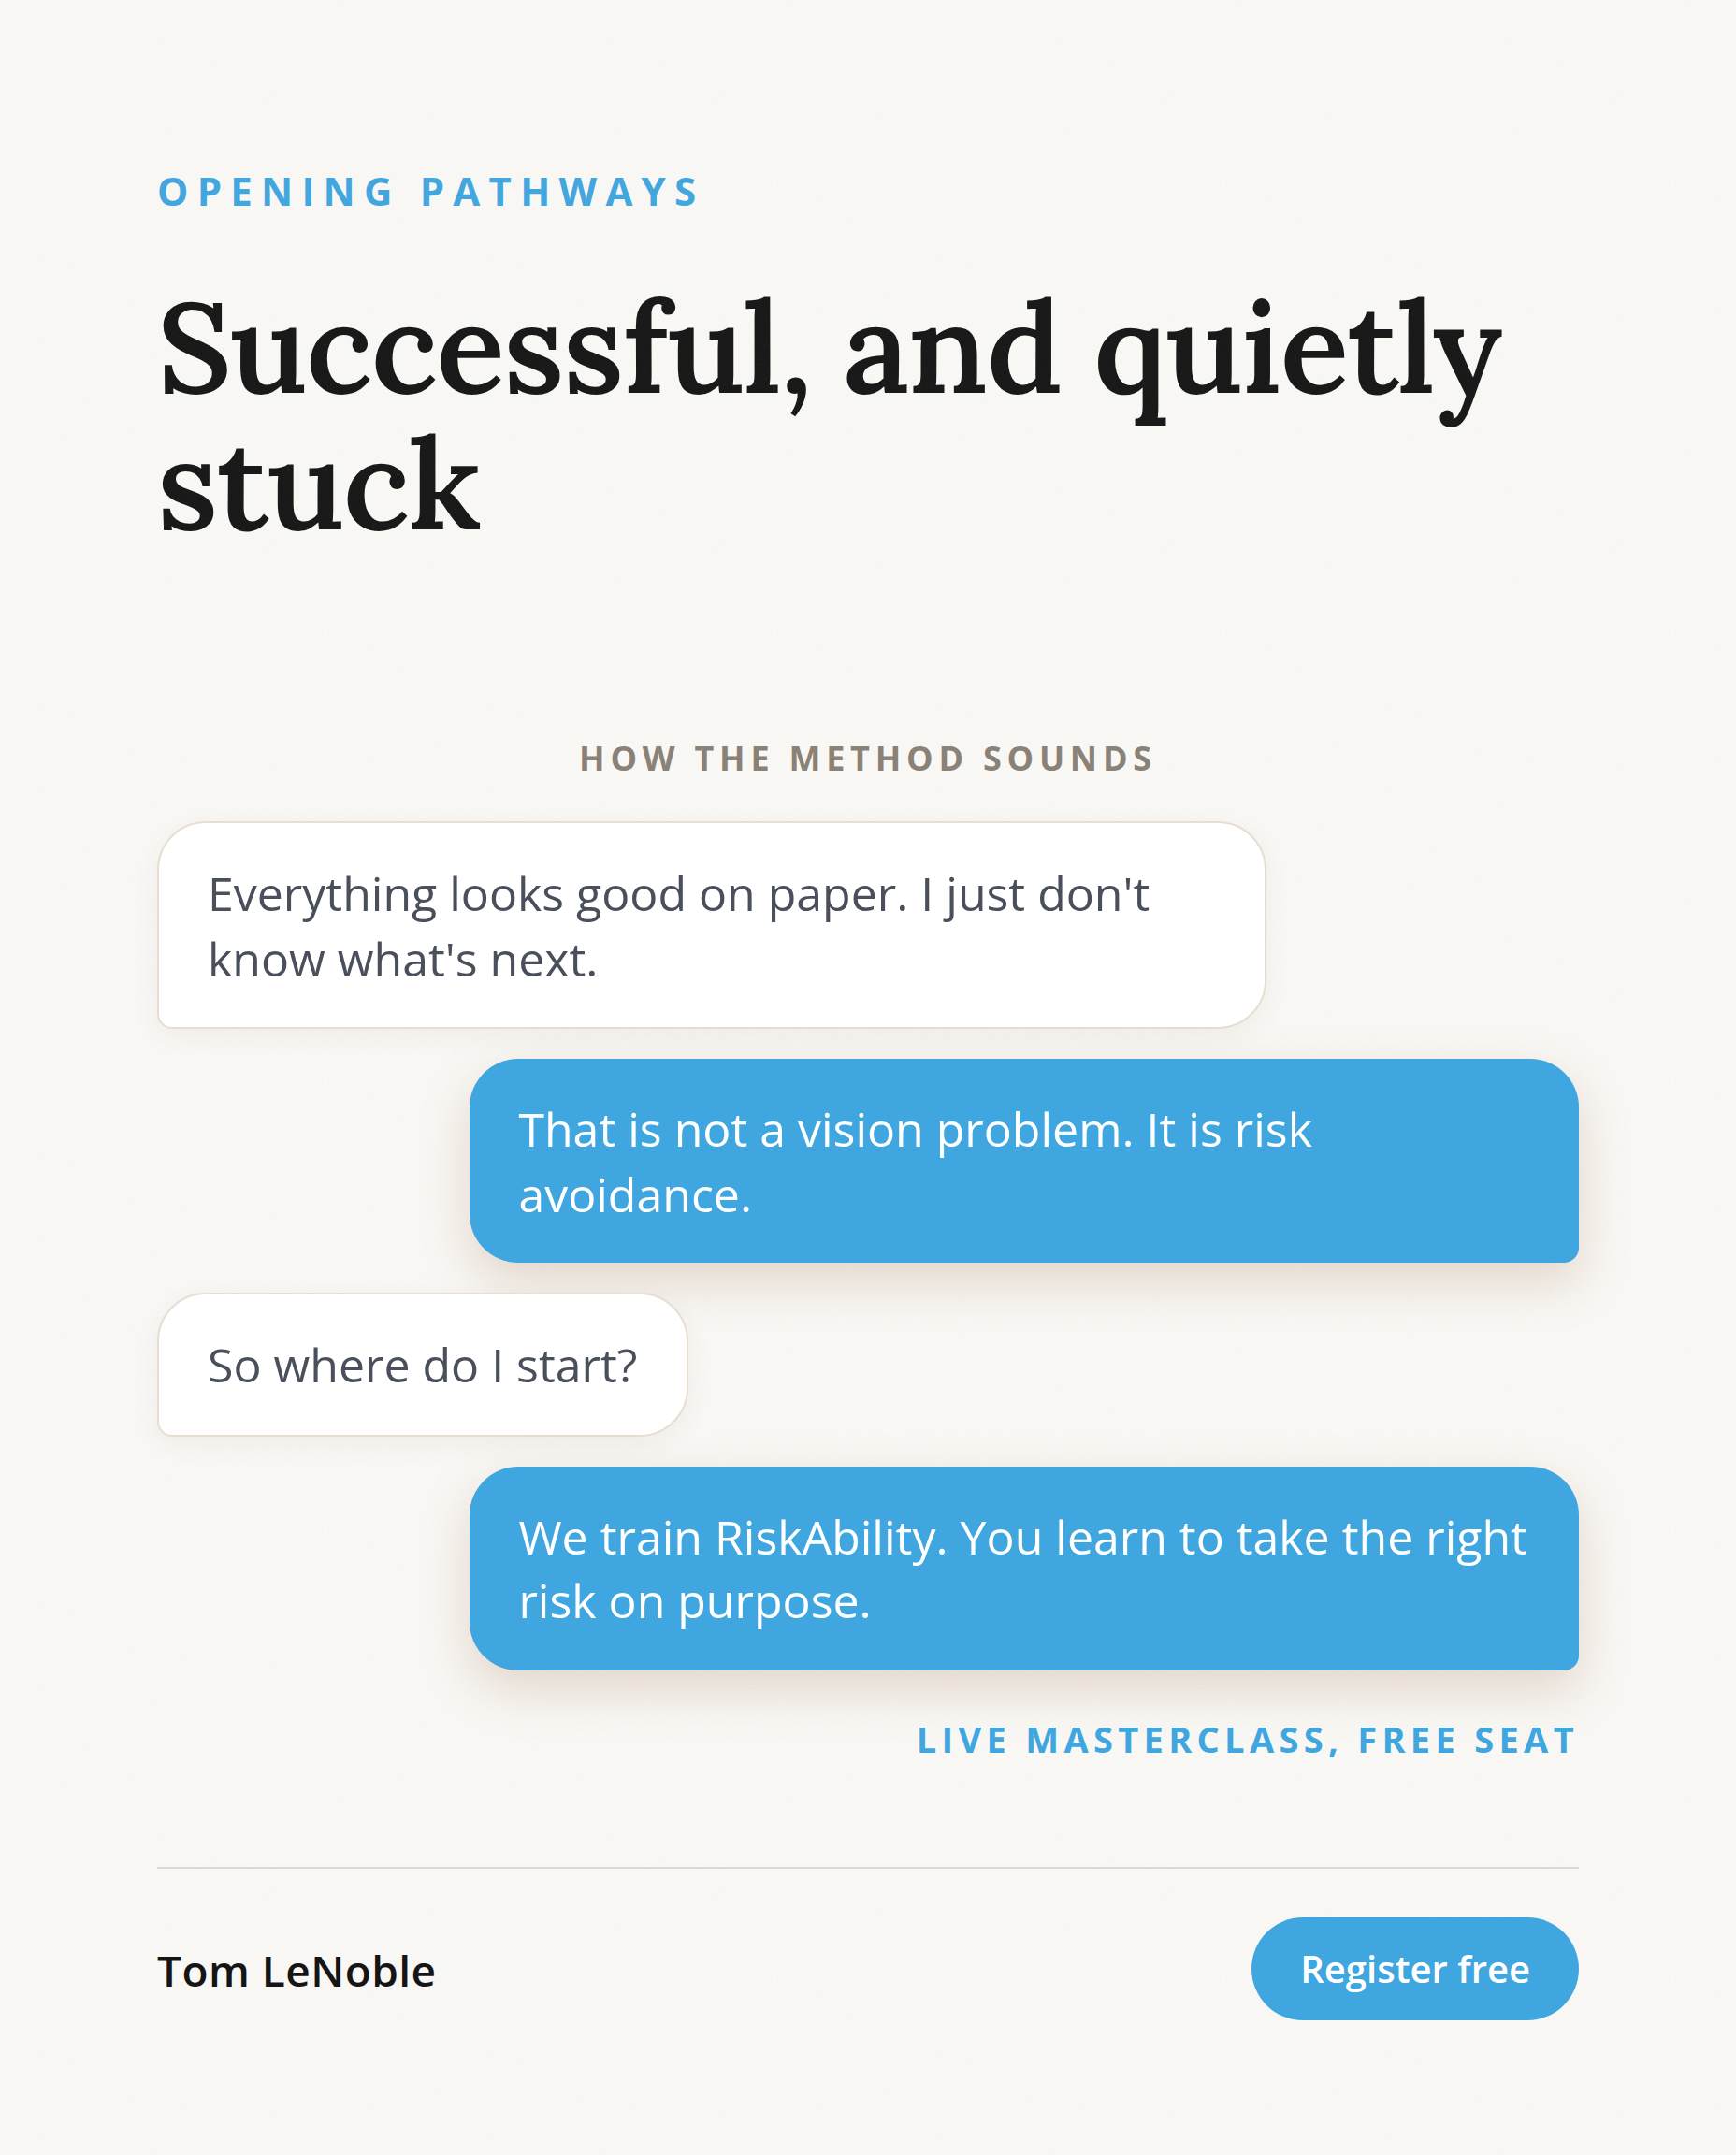 OPENING PATHWAYS
Successful, and quietly
stuck
HOW THE METHOD SOUNDS
Everything looks good on paper. I just don't
know what's next.
That is not a vision problem. It is risk
avoidance.
So where do I start?
We train RiskAbility. You learn to take the right
risk on purpose.
LIVE MASTERCLASS, FREE SEAT
Tom LeNoble
Register free